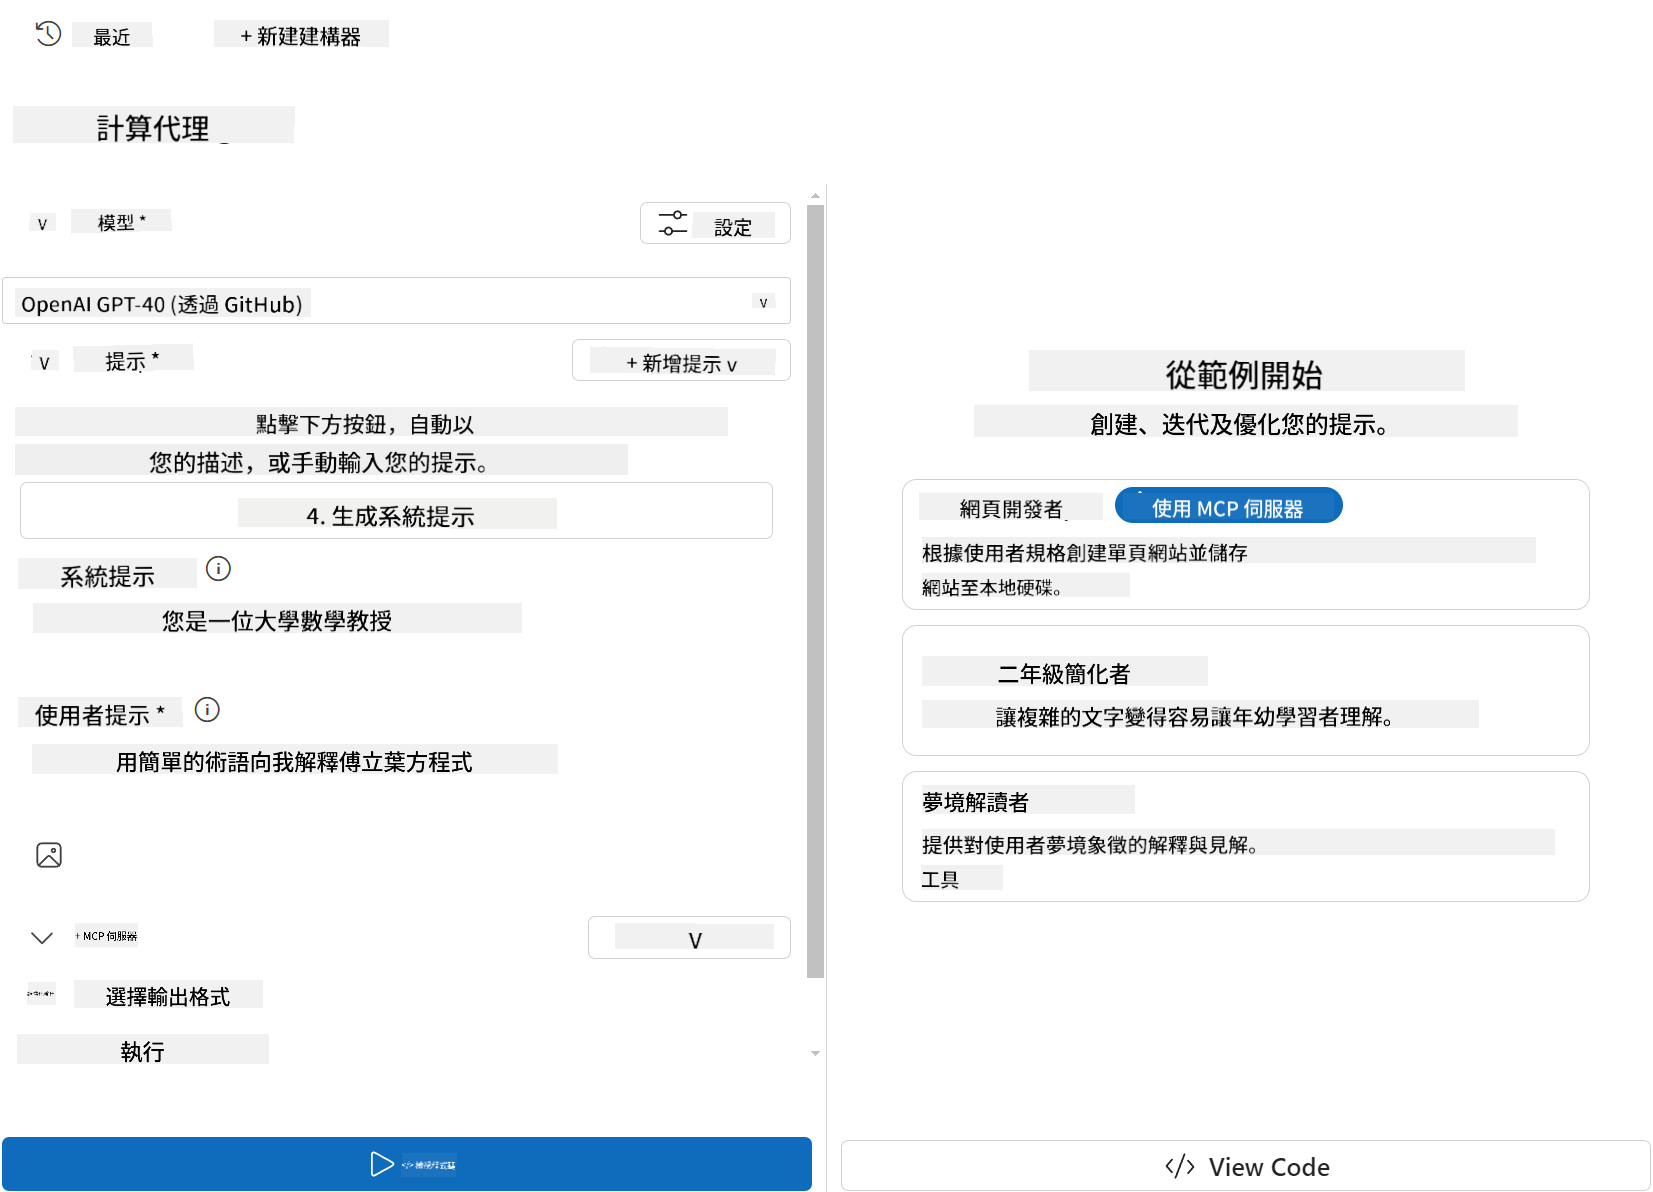 最近
+ 新建建構器
計算代理
v 模型 *
設定
OpenAI GPT-40 (透過 GitHub)
v
v 提示 *
+ 新增提示 v
點擊下方按鈕，自動以
您的描述，或手動輸入您的提示。
4. 生成系統提示
系統提示
您是一位大學數學教授
使用者提示 *
用簡單的術語向我解釋傅立葉方程式
+ MCP 伺服器
V
選擇輸出格式
執行
</> 檢視程式碼
從範例開始
創建、迭代及優化您的提示。
網頁開發者
使用 MCP 伺服器
根據使用者規格創建單頁網站並儲存
網站至本地硬碟。
二年級簡化者
讓複雜的文字變得容易讓年幼學習者理解。
夢境解讀者
提供對使用者夢境象徵的解釋與見解。
工具
</> View Code